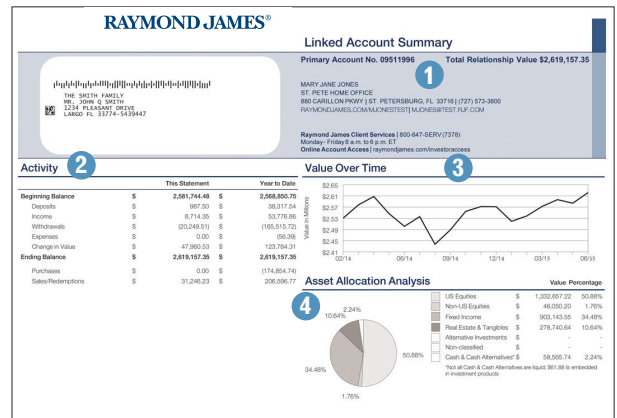 RAYMOND JAMES®
Linked Account Summary
Primary Account No. 09511996 Total Relationship Value $2,619,157.35
1
THE SMITH FAMILY
MR. JOHN Q SMITH
1234 PLEASANT DRIVE
LARGO FL 33774-5439447
MARY JANE JONES
ST. PETE HOME OFFICE
880 CARILLON PKWY | ST. PETERSBURG, FL 33716 | (727) 573-3800
RAYMONDJAMES.COM/MJONESTEST| MJONES@TEST.RJF.COM
Raymond James Client Services | 800-647-SERV (7378)
Monday - Friday 8 a.m. to 6 p.m. ET
Online Account Access | raymondjames.com/investoraccess
Activity 2
This Statement Year to Date
Beginning Balance $ 2,581,744.48 $ 2,568,850.75
Deposits $ 987.50 $ 38,317.54
Income $ 8,714.35 $ 53,776.86
Withdrawals $ (20,249.51) $ (165,515.72)
Expenses $ 0.00 $ (56.39)
Change in Value $ 47,960.53 $ 123,784.31
Ending Balance $ 2,619,157.35 $ 2,619,157.35
Purchases $ 0.00 $ (174,854.74)
Sales/Redemptions $ 31,246.23 $ 206,596.77
Value Over Time 3
Value in Millions
$2.65
$2.61
$2.57
$2.53
$2.49
$2.45
$2.41
02/14 06/14 09/14 12/14 03/15 06/15
Asset Allocation Analysis Value Percentage
4
2.24%
10.64%
34.48%
1.76%
50.88%
US Equities $ 1,332,657.22 50.88%
Non-US Equities $ 46,050.20 1.76%
Fixed Income $ 903,143.55 34.48%
Real Estate & Tangibles $ 278,740.64 10.64%
Alternative Investments $ - -
Non-classified $ - -
Cash & Cash Alternatives* $ 58,565.74 2.24%
*Not all Cash & Cash Alternatives are liquid; $61.88 is embedded
in investment products